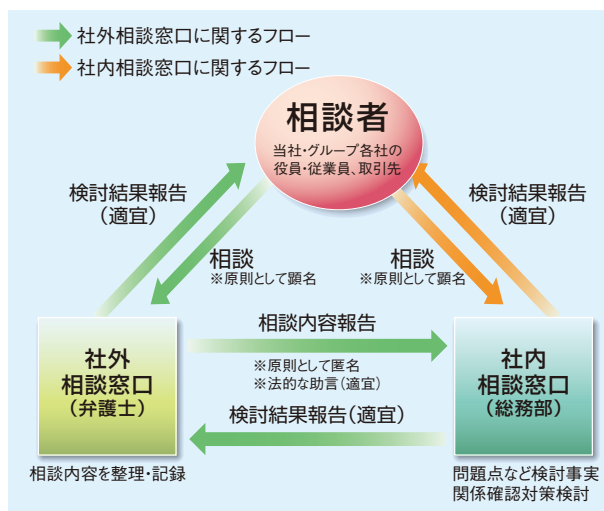 社外相談窓口に関するフロー
社内相談窓口に関するフロー
相談者
当社・グループ各社の
役員・従業員、取引先
検討結果報告
（適宜）
検討結果報告
（適宜）
相談
※原則として顕名
相談
※原則として顕名
社外
相談窓口
（弁護士）
相談内容報告
※原則として匿名
※法的な助言（適宜）
検討結果報告（適宜）
社内
相談窓口
（総務部）
相談内容を整理・記録
問題点など検討事実
関係確認対策検討